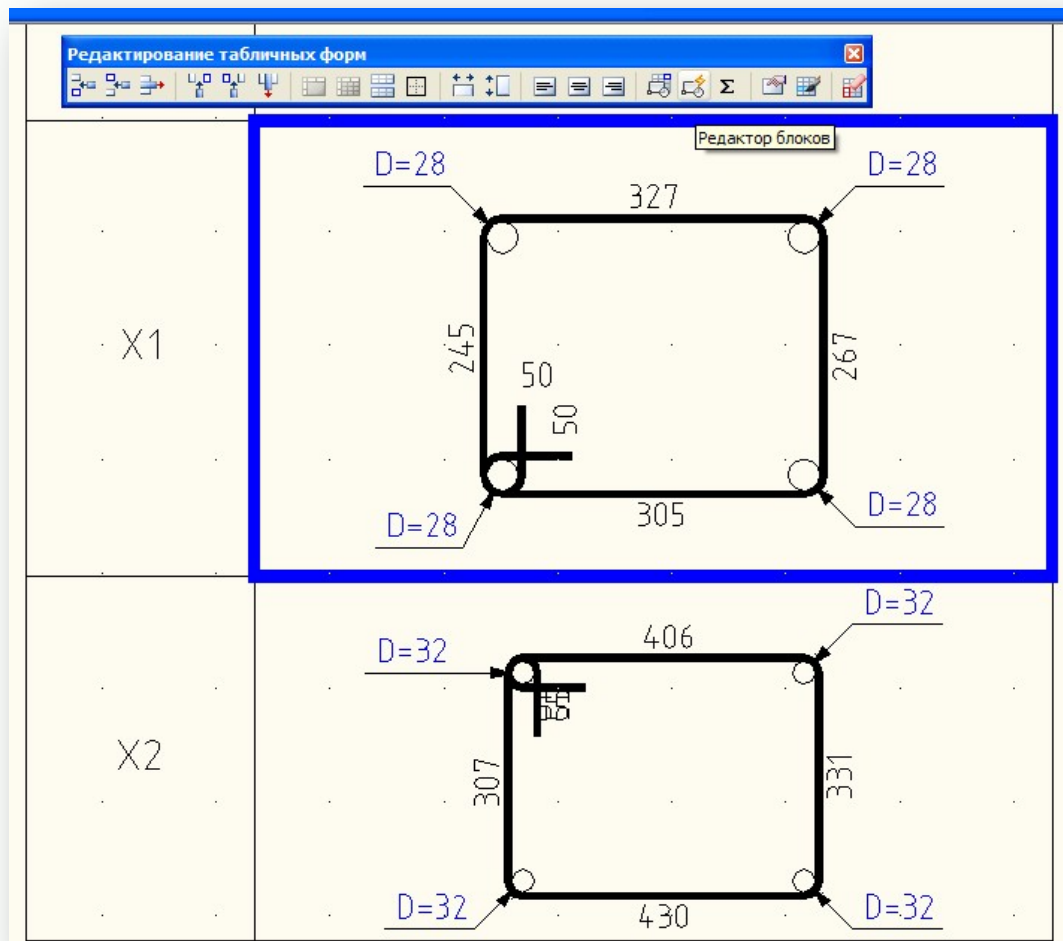 Редактирование табличных форм
Σ
Редактор блоков
D=28
D=28
327
X1
245
267
50
50
D=28
305
D=28
D=32
D=32
406
X2
307
331
D=32
430
D=32